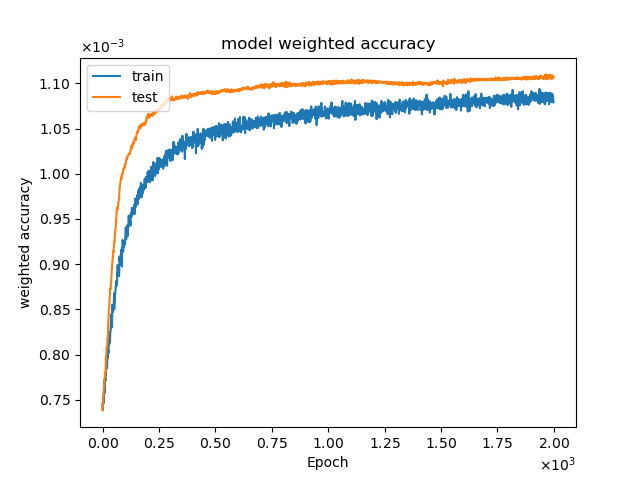 ×10⁻³
model weighted accuracy
train
test
1.10
1.05
1.00
0.95
0.90
0.85
0.80
0.75
weighted accuracy
0.00 0.25 0.50 0.75 1.00 1.25 1.50 1.75 2.00
Epoch
×10³